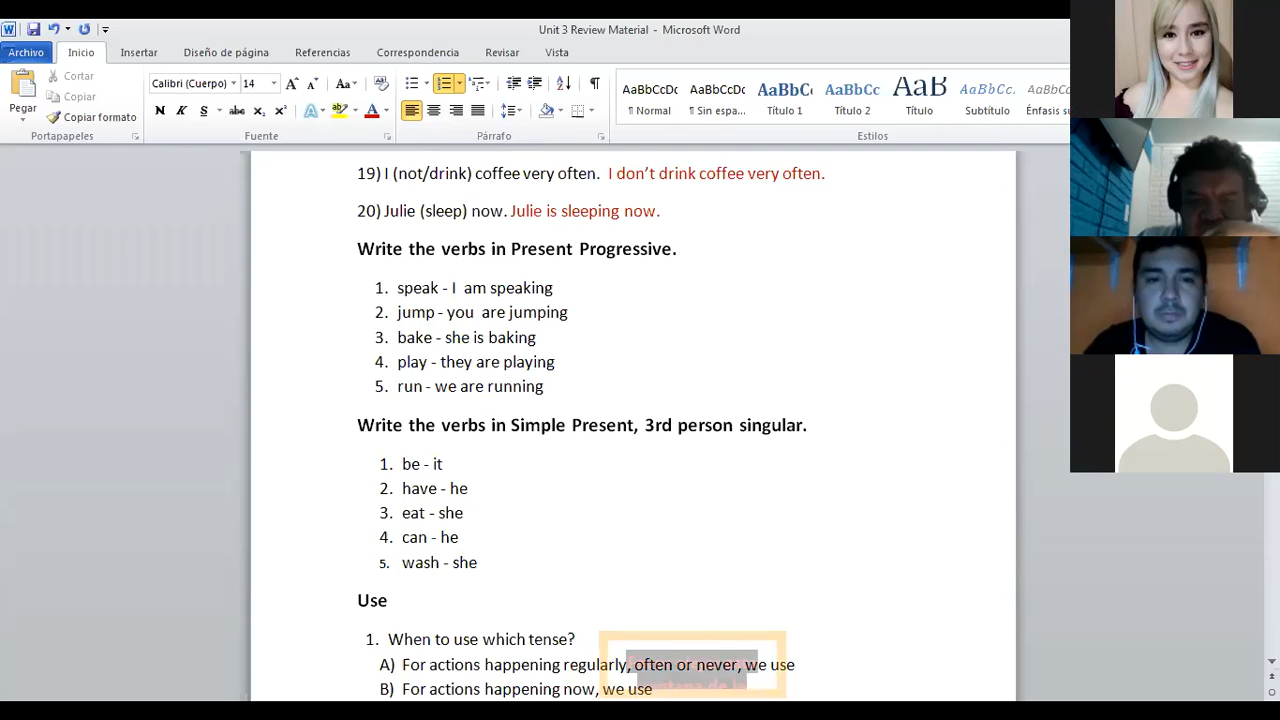 Unit 3 Review Material - Microsoft Word
Archivo Inicio Insertar Diseño de página Referencias Correspondencia Revisar Vista
Pegar
Cortar
Copiar
Copiar formato
Calibri (Cuerpo) 14
Portapapeles Fuente Párrafo Estilos
AaBbCcDc AaBbCcDc AaBbC AaBbCc AaB AaBbCc. AaBbCcD
¶ Normal ¶ Sin espa... Título 1 Título 2 Título Subtítulo Énfasis su
19) I (not/drink) coffee very often. I don't drink coffee very often.
20) Julie (sleep) now. Julie is sleeping now.
Write the verbs in Present Progressive.
1. speak - I am speaking
2. jump - you are jumping
3. bake - she is baking
4. play - they are playing
5. run - we are running
Write the verbs in Simple Present, 3rd person singular.
1. be - it
2. have - he
3. eat - she
4. can - he
5. wash - she
Use
1. When to use which tense?
A) For actions happening regularly, often or never, we use
B) For actions happening now, we use